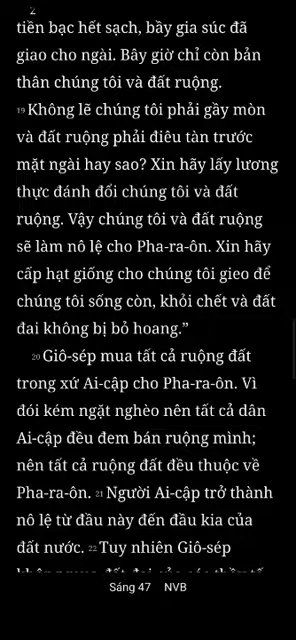 2
tiền bạc hết sạch, bầy gia súc đã
giao cho ngài. Bây giờ chỉ còn bản
thân chúng tôi và đất ruộng.
19 Không lẽ chúng tôi phải gầy mòn
và đất ruộng phải điêu tàn trước
mặt ngài hay sao? Xin hãy lấy lương
thực đánh đổi chúng tôi và đất
ruộng. Vậy chúng tôi và đất ruộng
sẽ làm nô lệ cho Pha-ra-ôn. Xin hãy
cấp hạt giống cho chúng tôi gieo để
chúng tôi sống còn, khỏi chết và đất
đai không bị bỏ hoang.”
20 Giô-sép mua tất cả ruộng đất
trong xứ Ai-cập cho Pha-ra-ôn. Vì
đói kém ngặt nghèo nên tất cả dân
Ai-cập đều đem bán ruộng mình;
nên tất cả ruộng đất đều thuộc về
Pha-ra-ôn. 21 Người Ai-cập trở thành
nô lệ từ đầu này đến đầu kia của
đất nước. 22 Tuy nhiên Giô-sép
Sáng 47 NVB